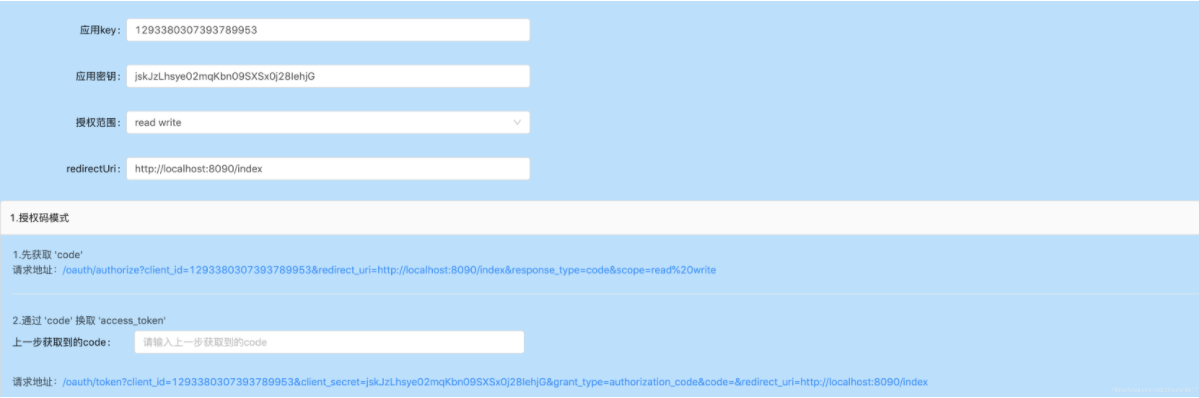 应用key： 1293380307393789953
应用密钥： jskJzLhsye02mqKbn09SXSx0j28IehjG
授权范围： read write
redirectUri： http://localhost:8090/index
1.授权码模式
1.先获取 'code'
请求地址：/oauth/authorize?client_id=1293380307393789953&redirect_uri=http://localhost:8090/index&response_type=code&scope=read%20write
2.通过 'code' 换取 'access_token'
上一步获取到的code： 请输入上一步获取到的code
请求地址：/oauth/token?client_id=1293380307393789953&client_secret=jskJzLhsye02mqKbn09SXSx0j28IehjG&grant_type=authorization_code&code=&redirect_uri=http://localhost:8090/index